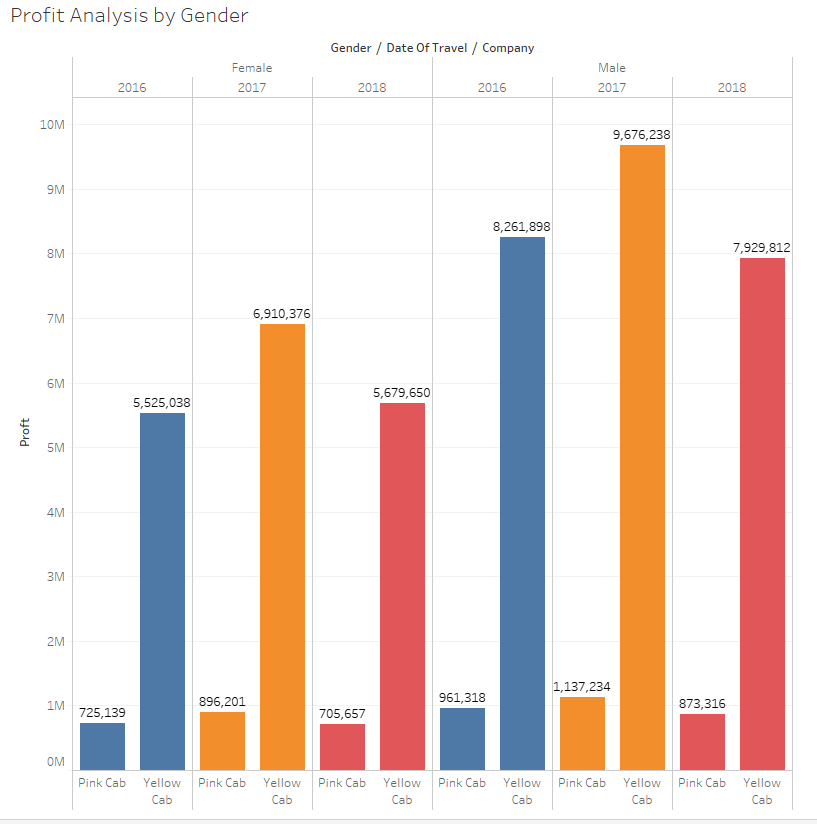 Profit Analysis by Gender
Gender / Date Of Travel / Company
Female Male
2016 2017 2018 2016 2017 2018
10M
9M
8M
7M
6M
5M
4M
3M
2M
1M
0M
Proft
725,139
5,525,038
896,201
6,910,376
705,657
5,679,650
961,318
8,261,898
1,137,234
9,676,238
873,316
7,929,812
Pink Cab Yellow Pink Cab Yellow Pink Cab Yellow Pink Cab Yellow Pink Cab Yellow Pink Cab Yellow
Cab Cab Cab Cab Cab Cab